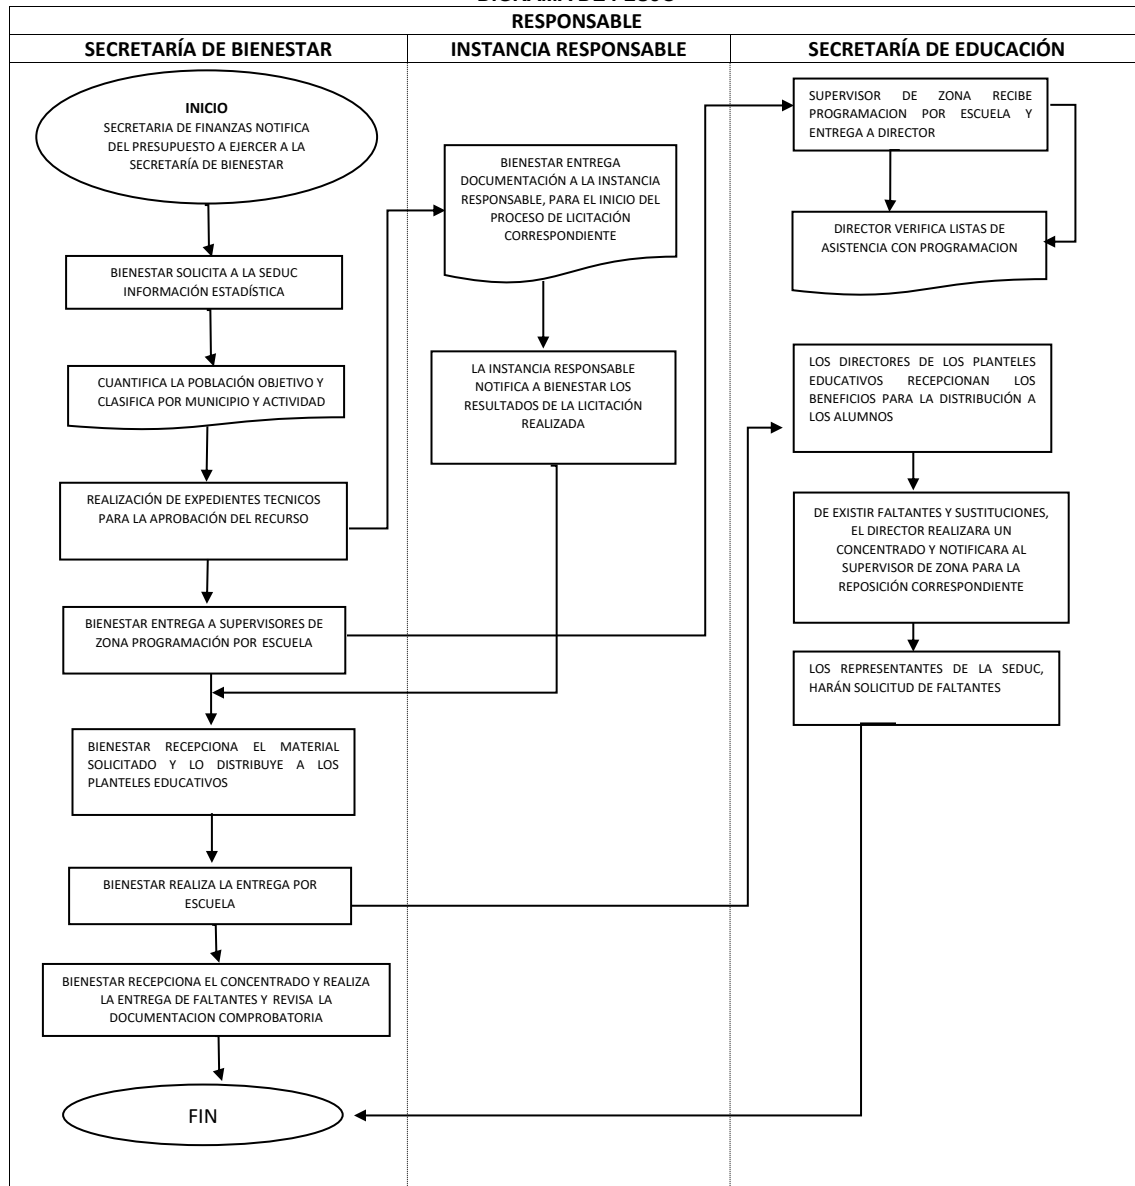 RESPONSABLE
SECRETARÍA DE BIENESTAR
INSTANCIA RESPONSABLE
SECRETARÍA DE EDUCACIÓN
INICIO
SECRETARIA DE FINANZAS NOTIFICA
DEL PRESUPUESTO A EJERCER A LA
SECRETARÍA DE BIENESTAR
BIENESTAR SOLICITA A LA SEDUC
INFORMACIÓN ESTADÍSTICA
CUANTIFICA LA POBLACIÓN OBJETIVO Y
CLASIFICA POR MUNICIPIO Y ACTIVIDAD
REALIZACIÓN DE EXPEDIENTES TECNICOS
PARA LA APROBACIÓN DEL RECURSO
BIENESTAR ENTREGA A SUPERVISORES DE
ZONA PROGRAMACIÓN POR ESCUELA
BIENESTAR RECEPCIONA EL MATERIAL
SOLICITADO Y LO DISTRIBUYE A LOS
PLANTELES EDUCATIVOS
BIENESTAR REALIZA LA ENTREGA POR
ESCUELA
BIENESTAR RECEPCIONA EL CONCENTRADO Y REALIZA
LA ENTREGA DE FALTANTES Y REVISA LA
DOCUMENTACION COMPROBATORIA
FIN
BIENESTAR ENTREGA
DOCUMENTACIÓN A LA INSTANCIA
RESPONSABLE, PARA EL INICIO DEL
PROCESO DE LICITACIÓN
CORRESPONDIENTE
LA INSTANCIA RESPONSABLE
NOTIFICA A BIENESTAR LOS
RESULTADOS DE LA LICITACIÓN
REALIZADA
SUPERVISOR DE ZONA RECIBE
PROGRAMACION POR ESCUELA Y
ENTREGA A DIRECTOR
DIRECTOR VERIFICA LISTAS DE
ASISTENCIA CON PROGRAMACION
LOS DIRECTORES DE LOS PLANTELES
EDUCATIVOS RECEPCIONAN LOS
BENEFICIOS PARA LA DISTRIBUCIÓN A
LOS ALUMNOS
DE EXISTIR FALTANTES Y SUSTITUCIONES,
EL DIRECTOR REALIZARA UN
CONCENTRADO Y NOTIFICARA AL
SUPERVISOR DE ZONA PARA LA
REPOSICIÓN CORRESPONDIENTE
LOS REPRESENTANTES DE LA SEDUC,
HARÁN SOLICITUD DE FALTANTES